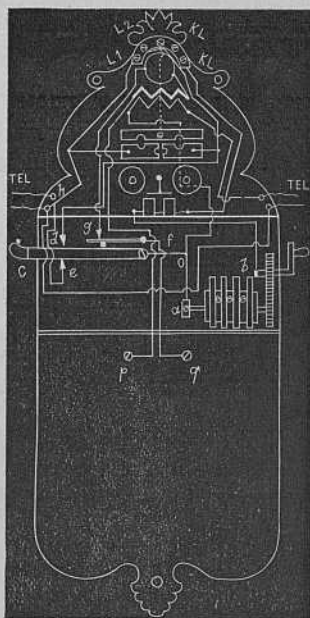 L2 KL
L1 KL
TEL TEL
h
d g f
C e o b
a
p q